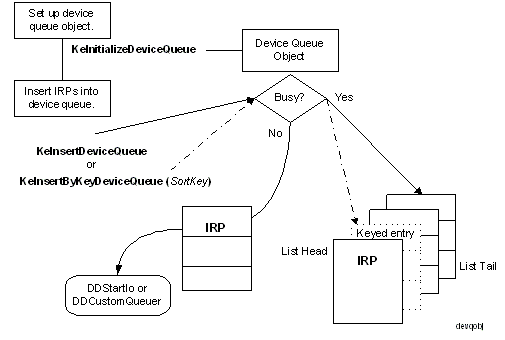 Set up device
queue object.
KeInitializeDeviceQueue
Device Queue
Object
Insert IRPs into
device queue.
Busy?
Yes
No
KeInsertDeviceQueue
or
KeInsertByKeyDeviceQueue (SortKey)
IRP
DDStartIo or
DDCustomQueuer
List Head
Keyed entry
IRP
List Tail
devqobj